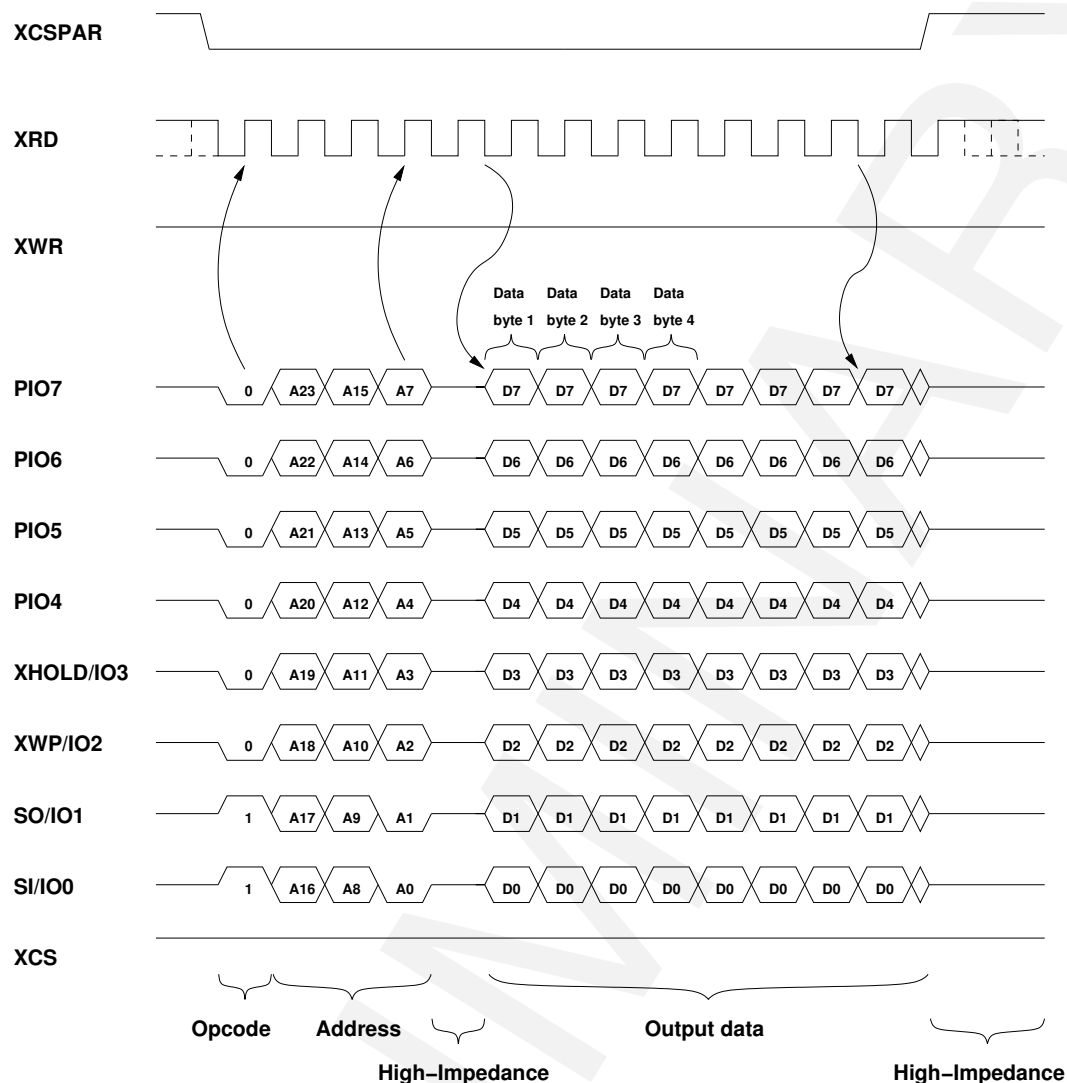 XCSPAR
XRD
XWR
Data Data Data Data
byte 1 byte 2 byte 3 byte 4
PIO7 0 A23 A15 A7 D7 D7 D7 D7 D7 D7 D7 D7
PIO6 0 A22 A14 A6 D6 D6 D6 D6 D6 D6 D6 D6
PIO5 0 A21 A13 A5 D5 D5 D5 D5 D5 D5 D5 D5
PIO4 0 A20 A12 A4 D4 D4 D4 D4 D4 D4 D4 D4
XHOLD/IO3 0 A19 A11 A3 D3 D3 D3 D3 D3 D3 D3 D3
XWP/IO2 0 A18 A10 A2 D2 D2 D2 D2 D2 D2 D2 D2
SO/IO1 1 A17 A9 A1 D1 D1 D1 D1 D1 D1 D1 D1
SI/IO0 1 A16 A8 A0 D0 D0 D0 D0 D0 D0 D0 D0
XCS
Opcode Address Output data
High−Impedance High−Impedance